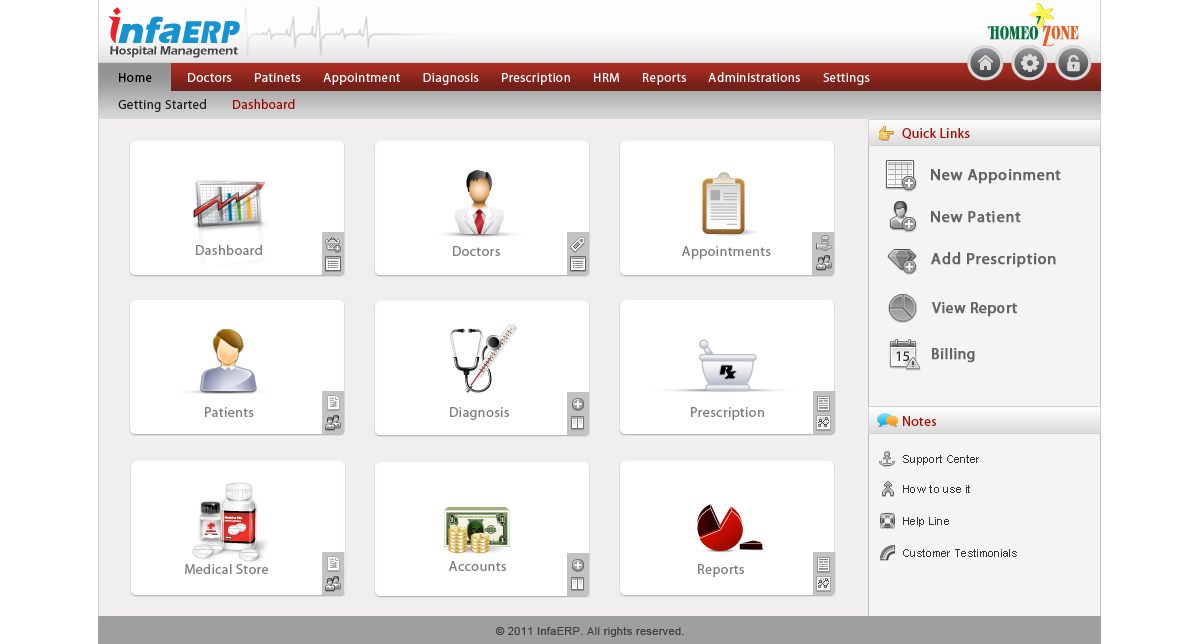 infaERP
Hospital Management
7
HOMEO ZONE
Home Doctors Patinets Appointment Diagnosis Prescription HRM Reports Administrations Settings
Getting Started Dashboard
Dashboard
Doctors
Appointments
Patients
Diagnosis
Rx
Prescription
Medical Store
Accounts
Reports
Quick Links
New Appoinment
New Patient
Add Prescription
View Report
15
Billing
Notes
Support Center
How to use it
Help Line
Customer Testimonials
© 2011 InfaERP. All rights reserved.